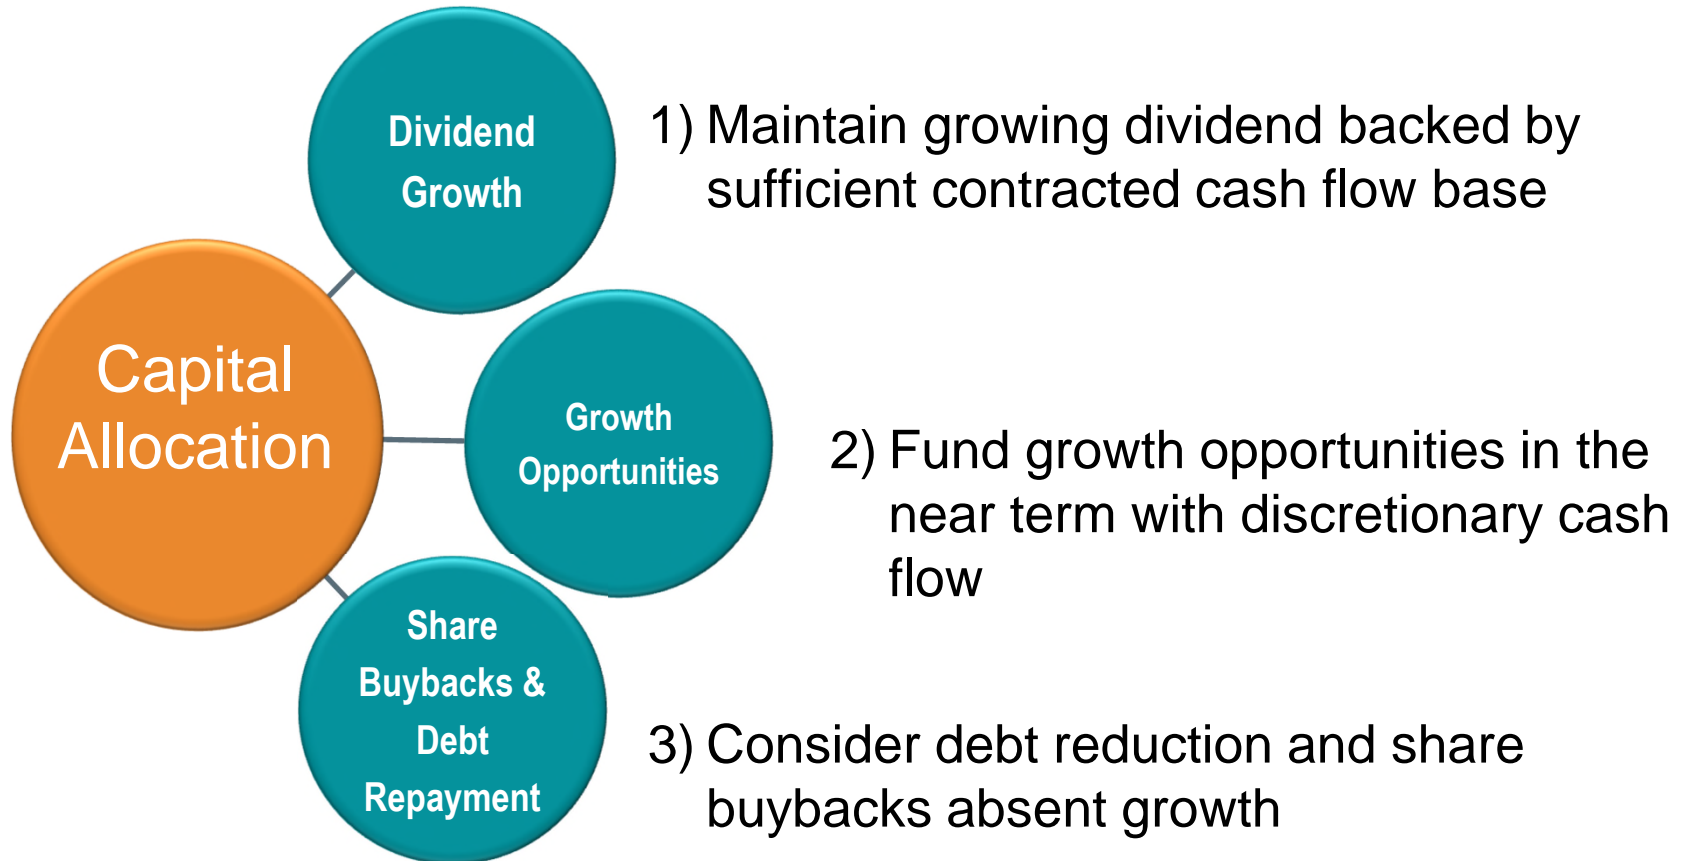 Capital
Allocation
Dividend
Growth
1) Maintain growing dividend backed by
sufficient contracted cash flow base
Growth
Opportunities
2) Fund growth opportunities in the
near term with discretionary cash
flow
Share
Buybacks &
Debt
Repayment
3) Consider debt reduction and share
buybacks absent growth